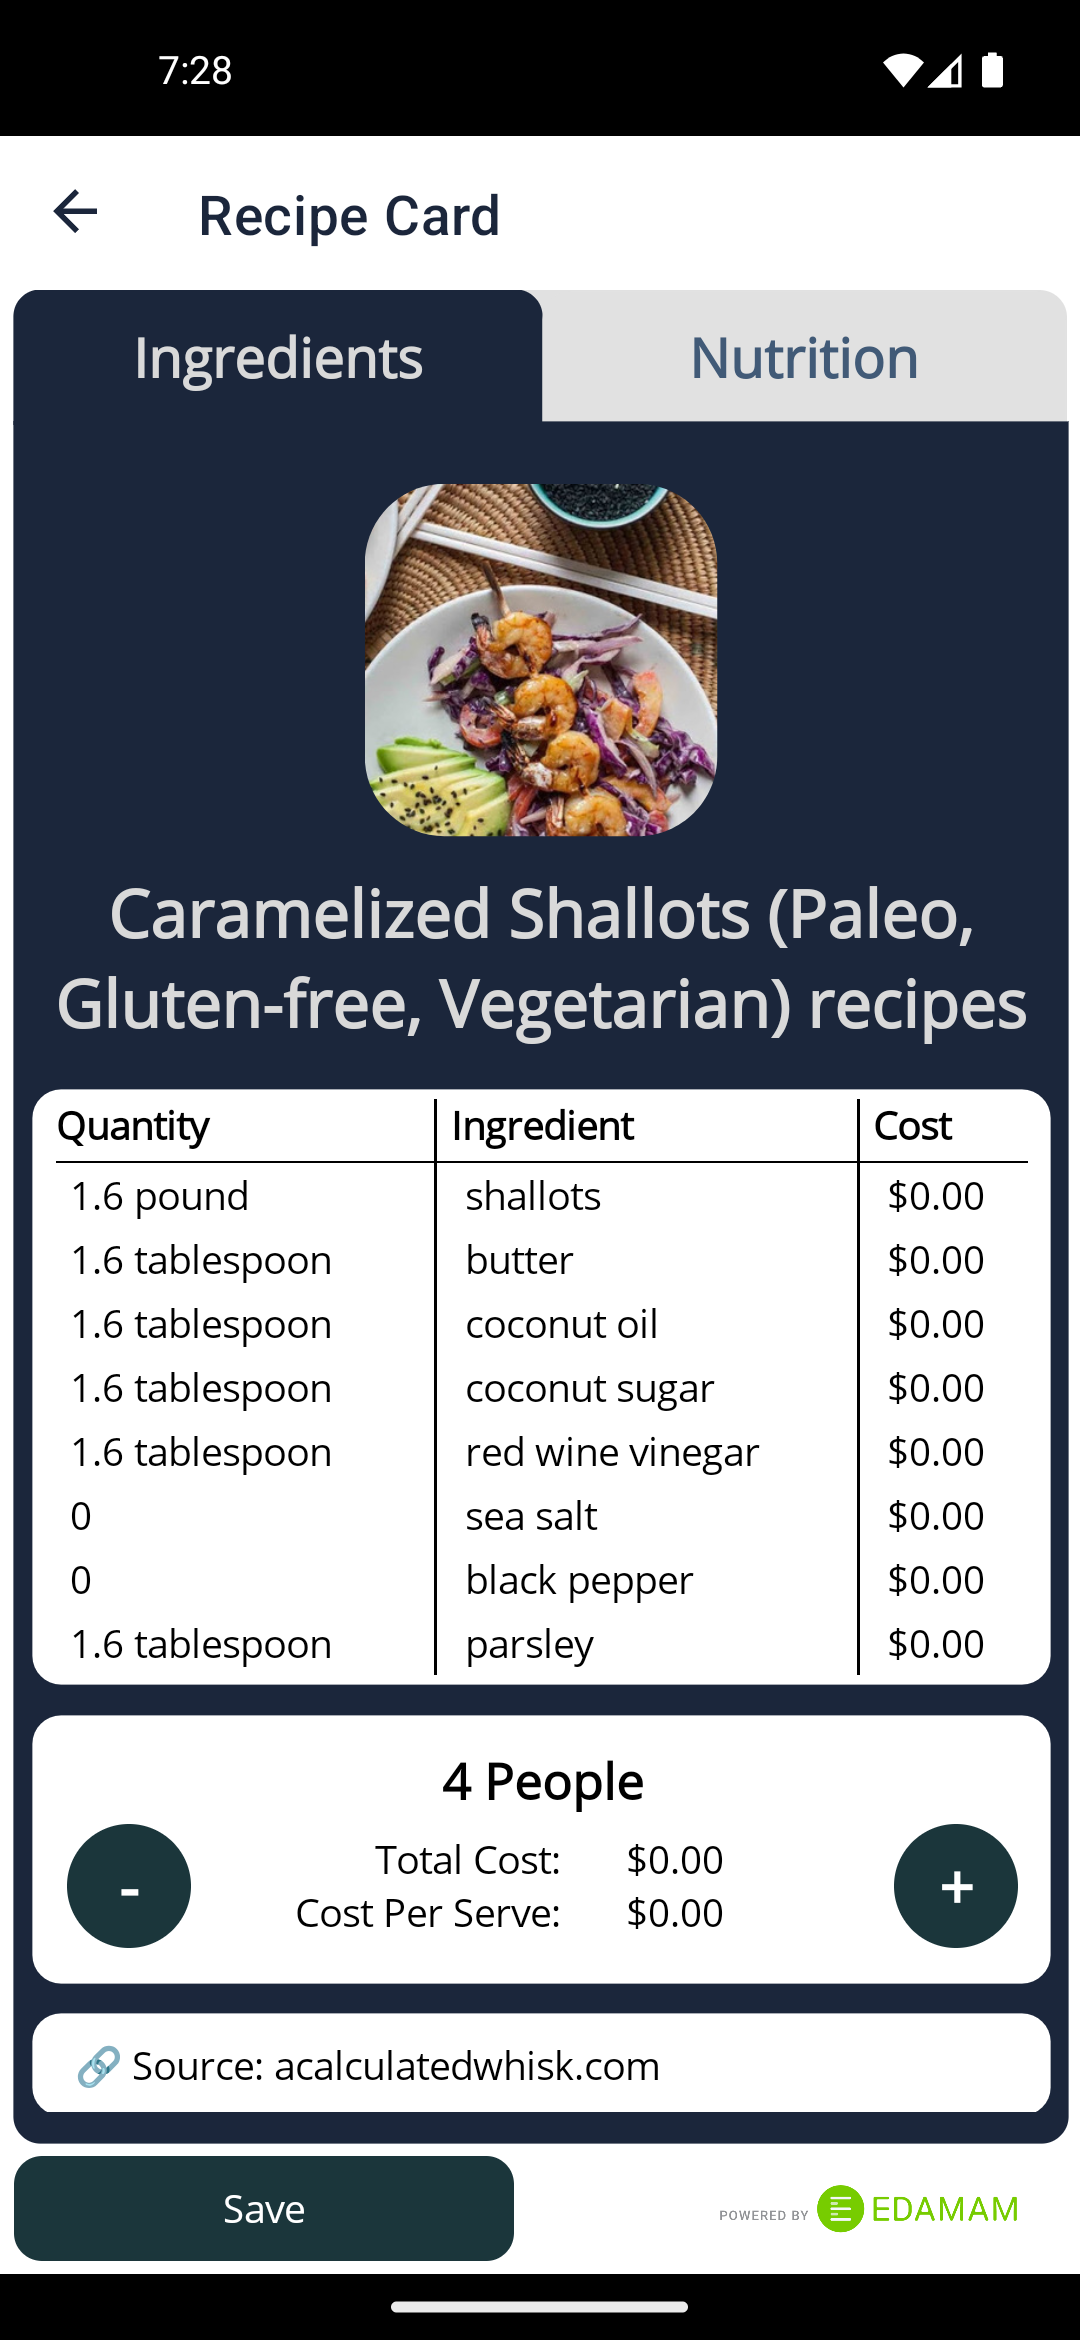 7:28
Recipe Card
Ingredients Nutrition
Caramelized Shallots (Paleo,
Gluten-free, Vegetarian) recipes
Quantity Ingredient Cost
1.6 pound shallots $0.00
1.6 tablespoon butter $0.00
1.6 tablespoon coconut oil $0.00
1.6 tablespoon coconut sugar $0.00
1.6 tablespoon red wine vinegar $0.00
0 sea salt $0.00
0 black pepper $0.00
1.6 tablespoon parsley $0.00
4 People
- Total Cost: $0.00 +
Cost Per Serve: $0.00
🔗 Source: acalculatedwhisk.com
Save POWERED BY EDAMAM